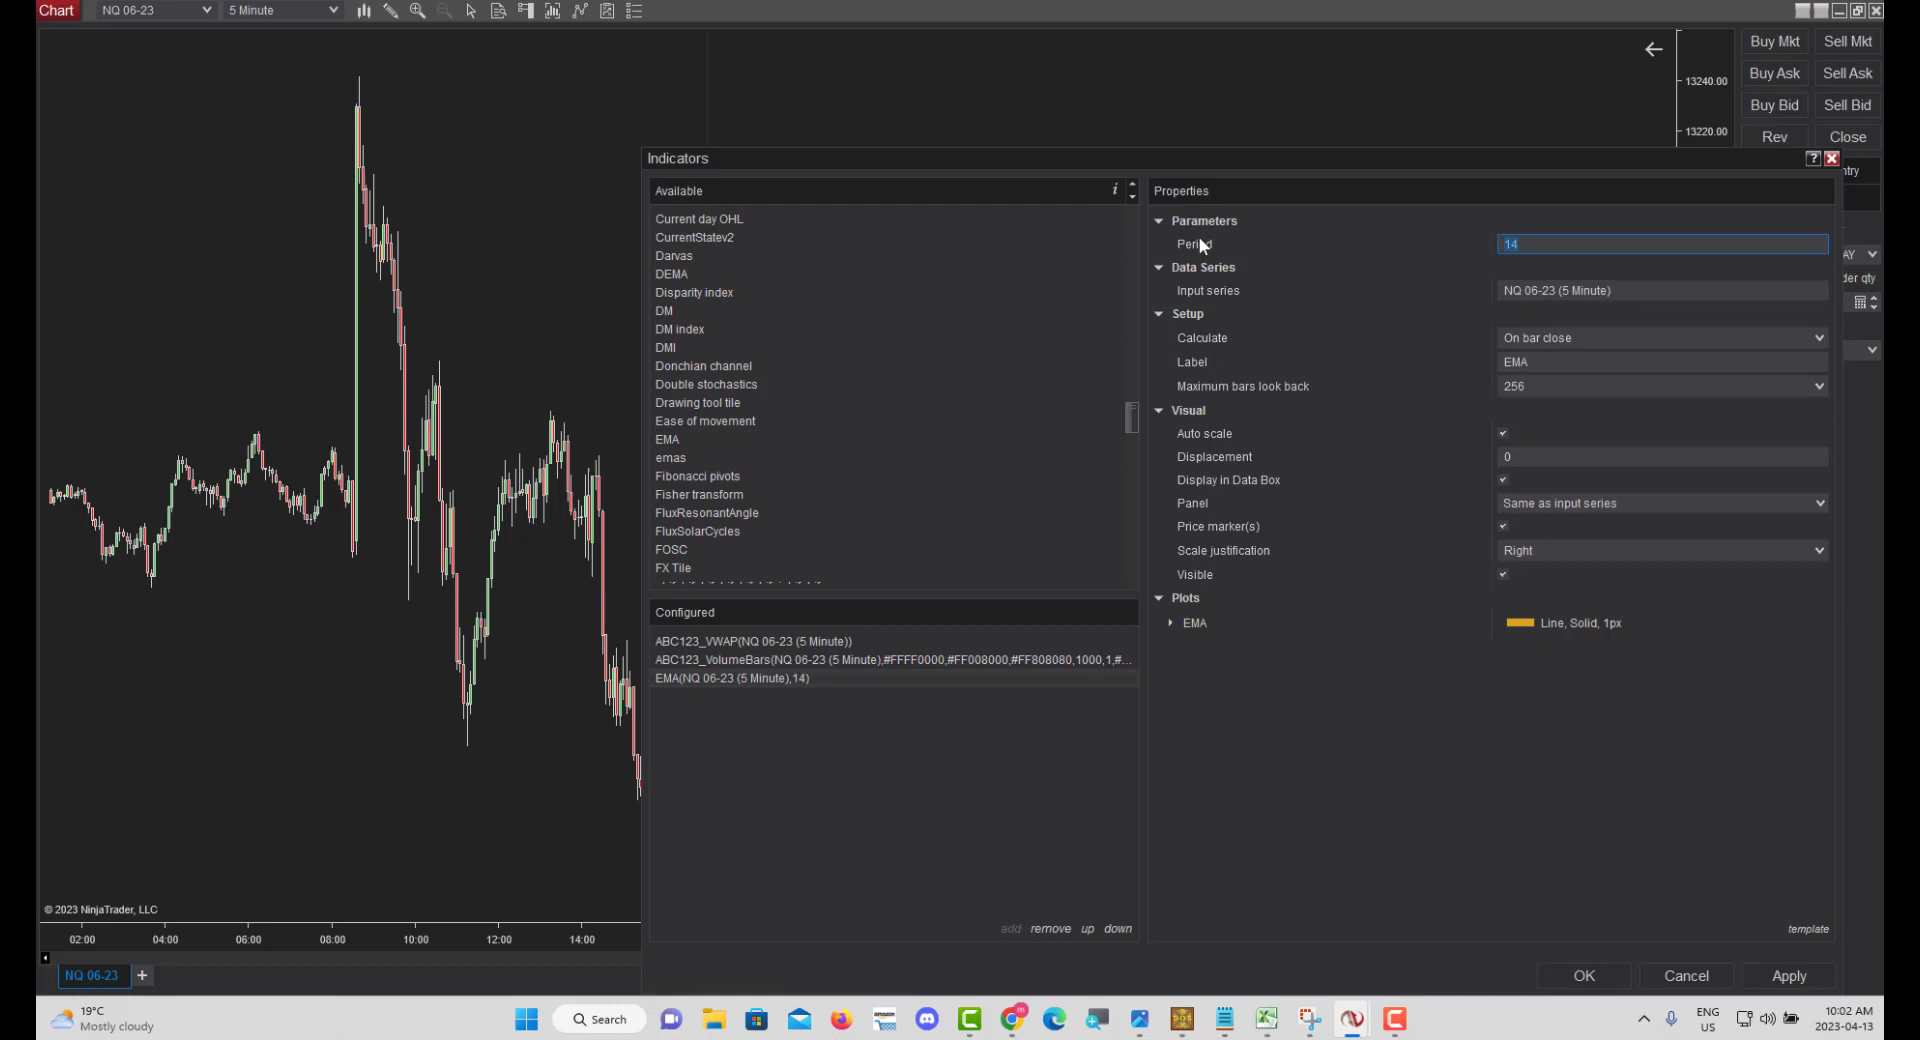 Chart NQ 06-23 5 Minute
Buy Mkt Sell Mkt
Buy Ask Sell Ask
Buy Bid Sell Bid
Rev Close
13240.00
13220.00
Indicators
?
Available i
Current day OHL
CurrentStatev2
Darvas
DEMA
Disparity index
DM
DM index
DMI
Donchian channel
Double stochastics
Drawing tool tile
Ease of movement
EMA
emas
Fibonacci pivots
Fisher transform
FluxResonantAngle
FluxSolarCycles
FOSC
FX Tile
Configured
ABC123_VWAP(NQ 06-23 (5 Minute))
ABC123_VolumeBars(NQ 06-23 (5 Minute),#FFFF0000,#FF008000,#FF808080,1000,1,#...
EMA(NQ 06-23 (5 Minute),14)
add remove up down
Properties
Parameters
Period 14
Data Series
Input series NQ 06-23 (5 Minute)
Setup
Calculate On bar close
Label EMA
Maximum bars look back 256
Visual
Auto scale
Displacement 0
Display in Data Box
Panel Same as input series
Price marker(s)
Scale justification Right
Visible
Plots
EMA Line, Solid, 1px
template
OK Cancel Apply
ntry
AY
der qty
© 2023 NinjaTrader, LLC
02:00 04:00 06:00 08:00 10:00 12:00 14:00
NQ 06-23 +
19°C
Mostly cloudy
Search
ENG
US
10:02 AM
2023-04-13